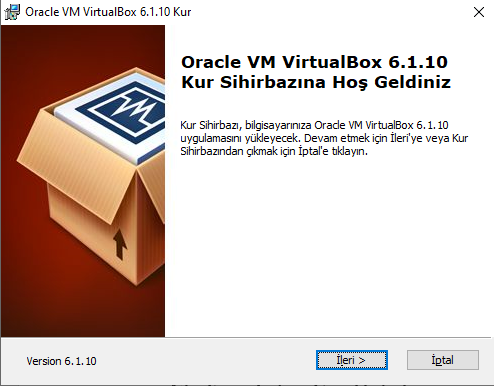 Oracle VM VirtualBox 6.1.10 Kur
Oracle VM VirtualBox 6.1.10
Kur Sihirbazına Hoş Geldiniz
Kur Sihirbazı, bilgisayarınıza Oracle VM VirtualBox 6.1.10
uygulamasını yükleyecek. Devam etmek için İleri'ye veya Kur
Sihirbazından çıkmak için İptal'e tıklayın.
Version 6.1.10
İleri >
İptal